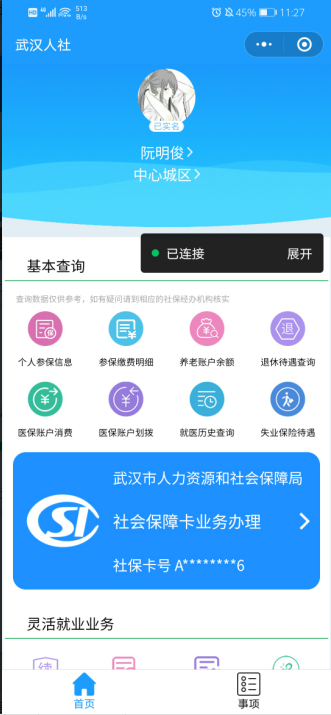 HD 4G 513 B/s 45% 11:27
武汉人社
已实名
阮明俊
中心城区
已连接 展开
基本查询
查询数据仅供参考，如有疑问请到相应的社保经办机构核实
个人参保信息 参保缴费明细 养老账户余额 退休待遇查询
退
医保账户消费 医保账户划拨 就医历史查询 失业保险待遇
武汉市人力资源和社会保障局
社会保障卡业务办理
社保卡号 A********6
灵活就业业务
续
首页 事项